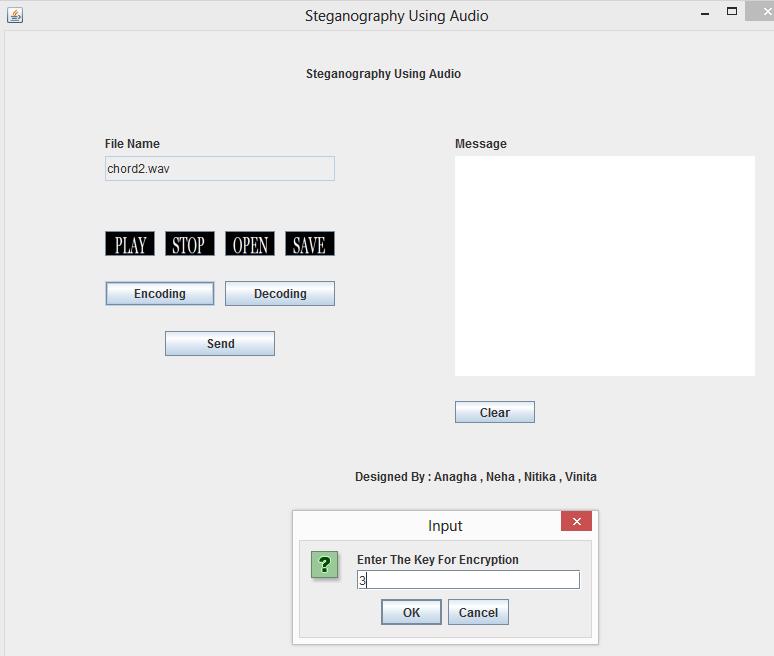 Steganography Using Audio
Steganography Using Audio
File Name
Message
chord2.wav
PLAY STOP OPEN SAVE
Encoding Decoding
Send
Clear
Designed By : Anagha , Neha , Nitika , Vinita
Input
?
Enter The Key For Encryption
3
OK Cancel